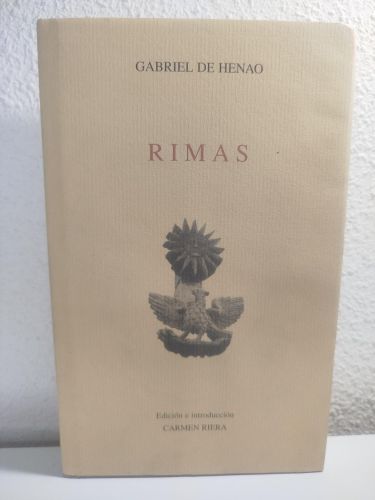 GABRIEL DE HENAO
RIMAS
Edición e introducción
CARMEN RIERA